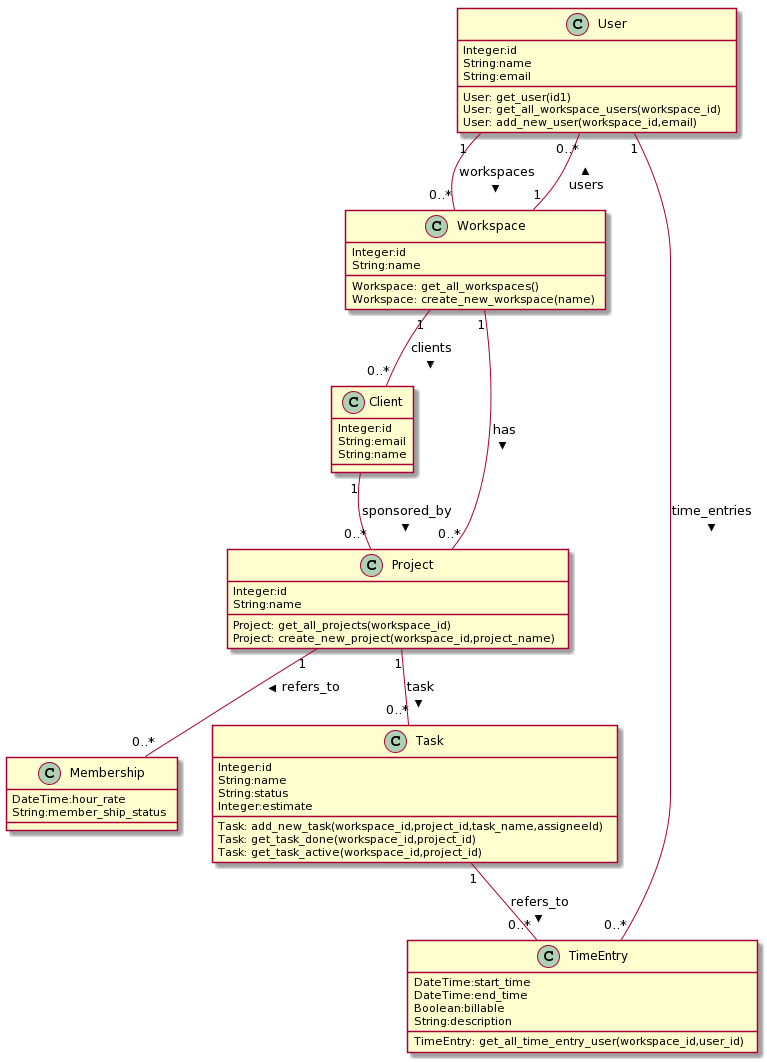 C User
Integer:id
String:name
String:email
User: get_user(id1)
User: get_all_workspace_users(workspace_id)
User: add_new_user(workspace_id,email)
1 0..* 1
workspaces
users
0..* 1
C Workspace
Integer:id
String:name
Workspace: get_all_workspaces()
Workspace: create_new_workspace(name)
1 1
clients
0..*
C Client
Integer:id
String:email
String:name
has
1
sponsored_by
time_entries
0..* 0..*
C Project
Integer:id
String:name
Project: get_all_projects(workspace_id)
Project: create_new_project(workspace_id,project_name)
1 1
refers_to task
0..*
0..*
C Task
Integer:id
String:name
String:status
Integer:estimate
Task: add_new_task(workspace_id,project_id,task_name,assigneeId)
Task: get_task_done(workspace_id,project_id)
Task: get_task_active(workspace_id,project_id)
C Membership
DateTime:hour_rate
String:member_ship_status
1
refers_to
0..* 0..*
C TimeEntry
DateTime:start_time
DateTime:end_time
Boolean:billable
String:description
TimeEntry: get_all_time_entry_user(workspace_id,user_id)